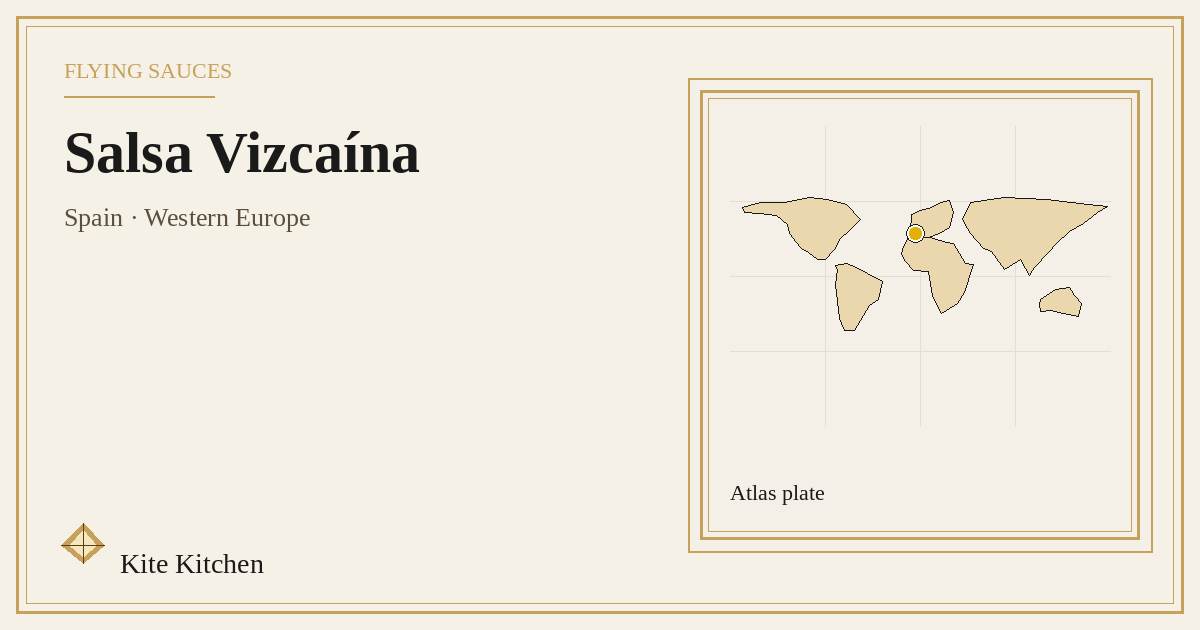 FLYING SAUCES
Salsa Vizcaína
Spain · Western Europe
Atlas plate
Kite Kitchen